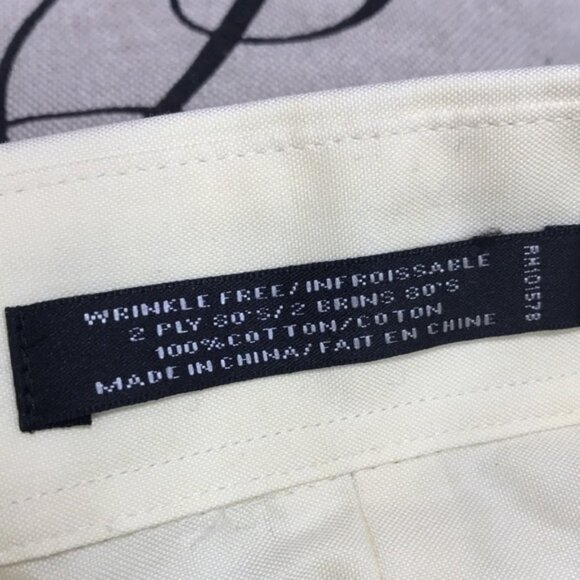 WRINKLE FREE/INFROISSABLE
2 PLY 80'S/2 BRINS 80'S
100% COTTON/COTON
MADE IN CHINA/FAIT EN CHINE
RN101578